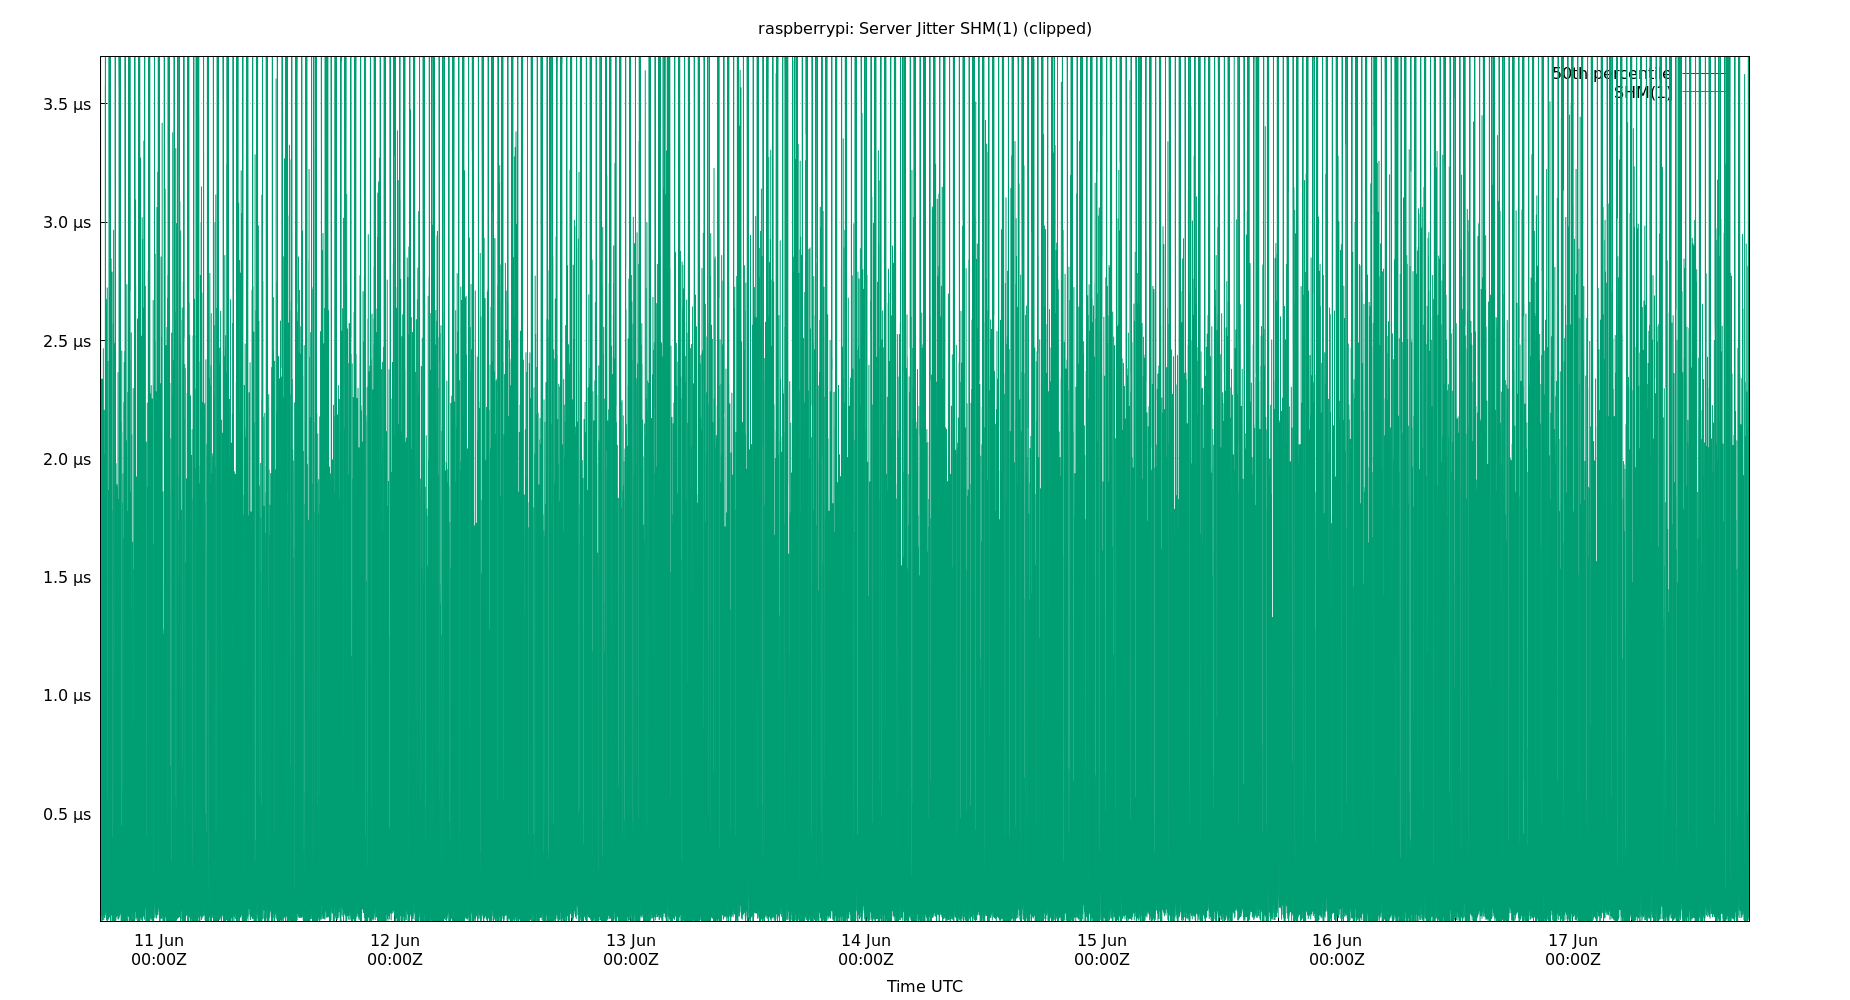 raspberrypi: Server Jitter SHM(1) (clipped)
50th percentile
SHM(1)
3.5 µs
3.0 µs
2.5 µs
2.0 µs
1.5 µs
1.0 µs
0.5 µs
11 Jun 12 Jun 13 Jun 14 Jun 15 Jun 16 Jun 17 Jun
00:00Z 00:00Z 00:00Z 00:00Z 00:00Z 00:00Z 00:00Z
Time UTC